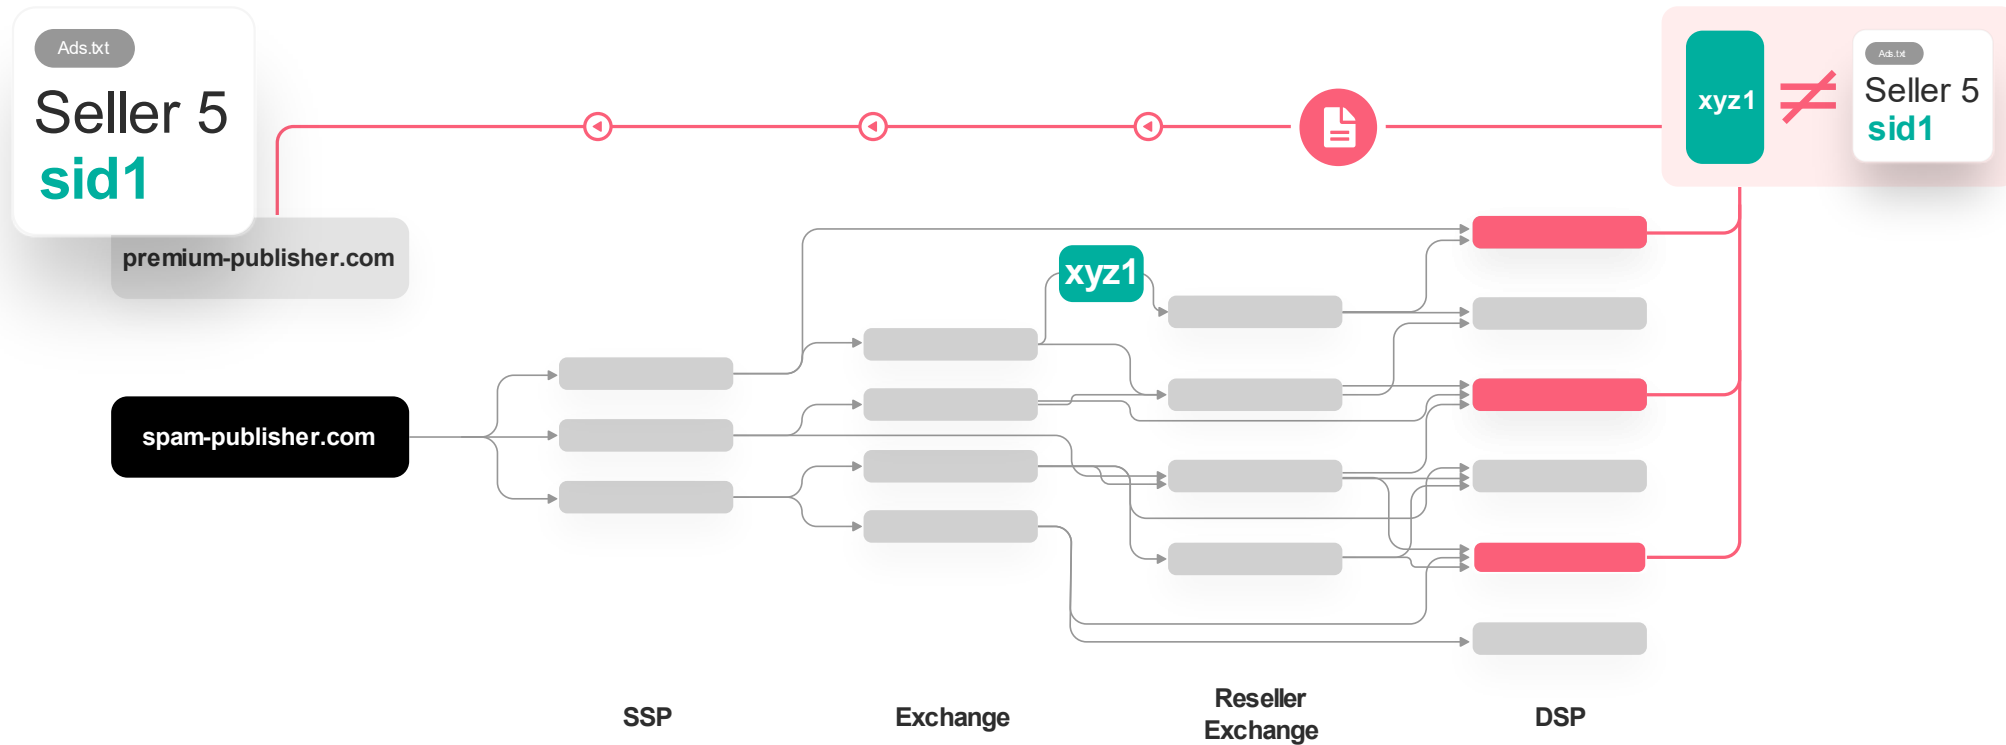 Ads.txt
Seller 5
sid1
premium-publisher.com
spam-publisher.com
xyz1
xyz1
Ads.txt
Seller 5
sid1
SSP
Exchange
Reseller
Exchange
DSP